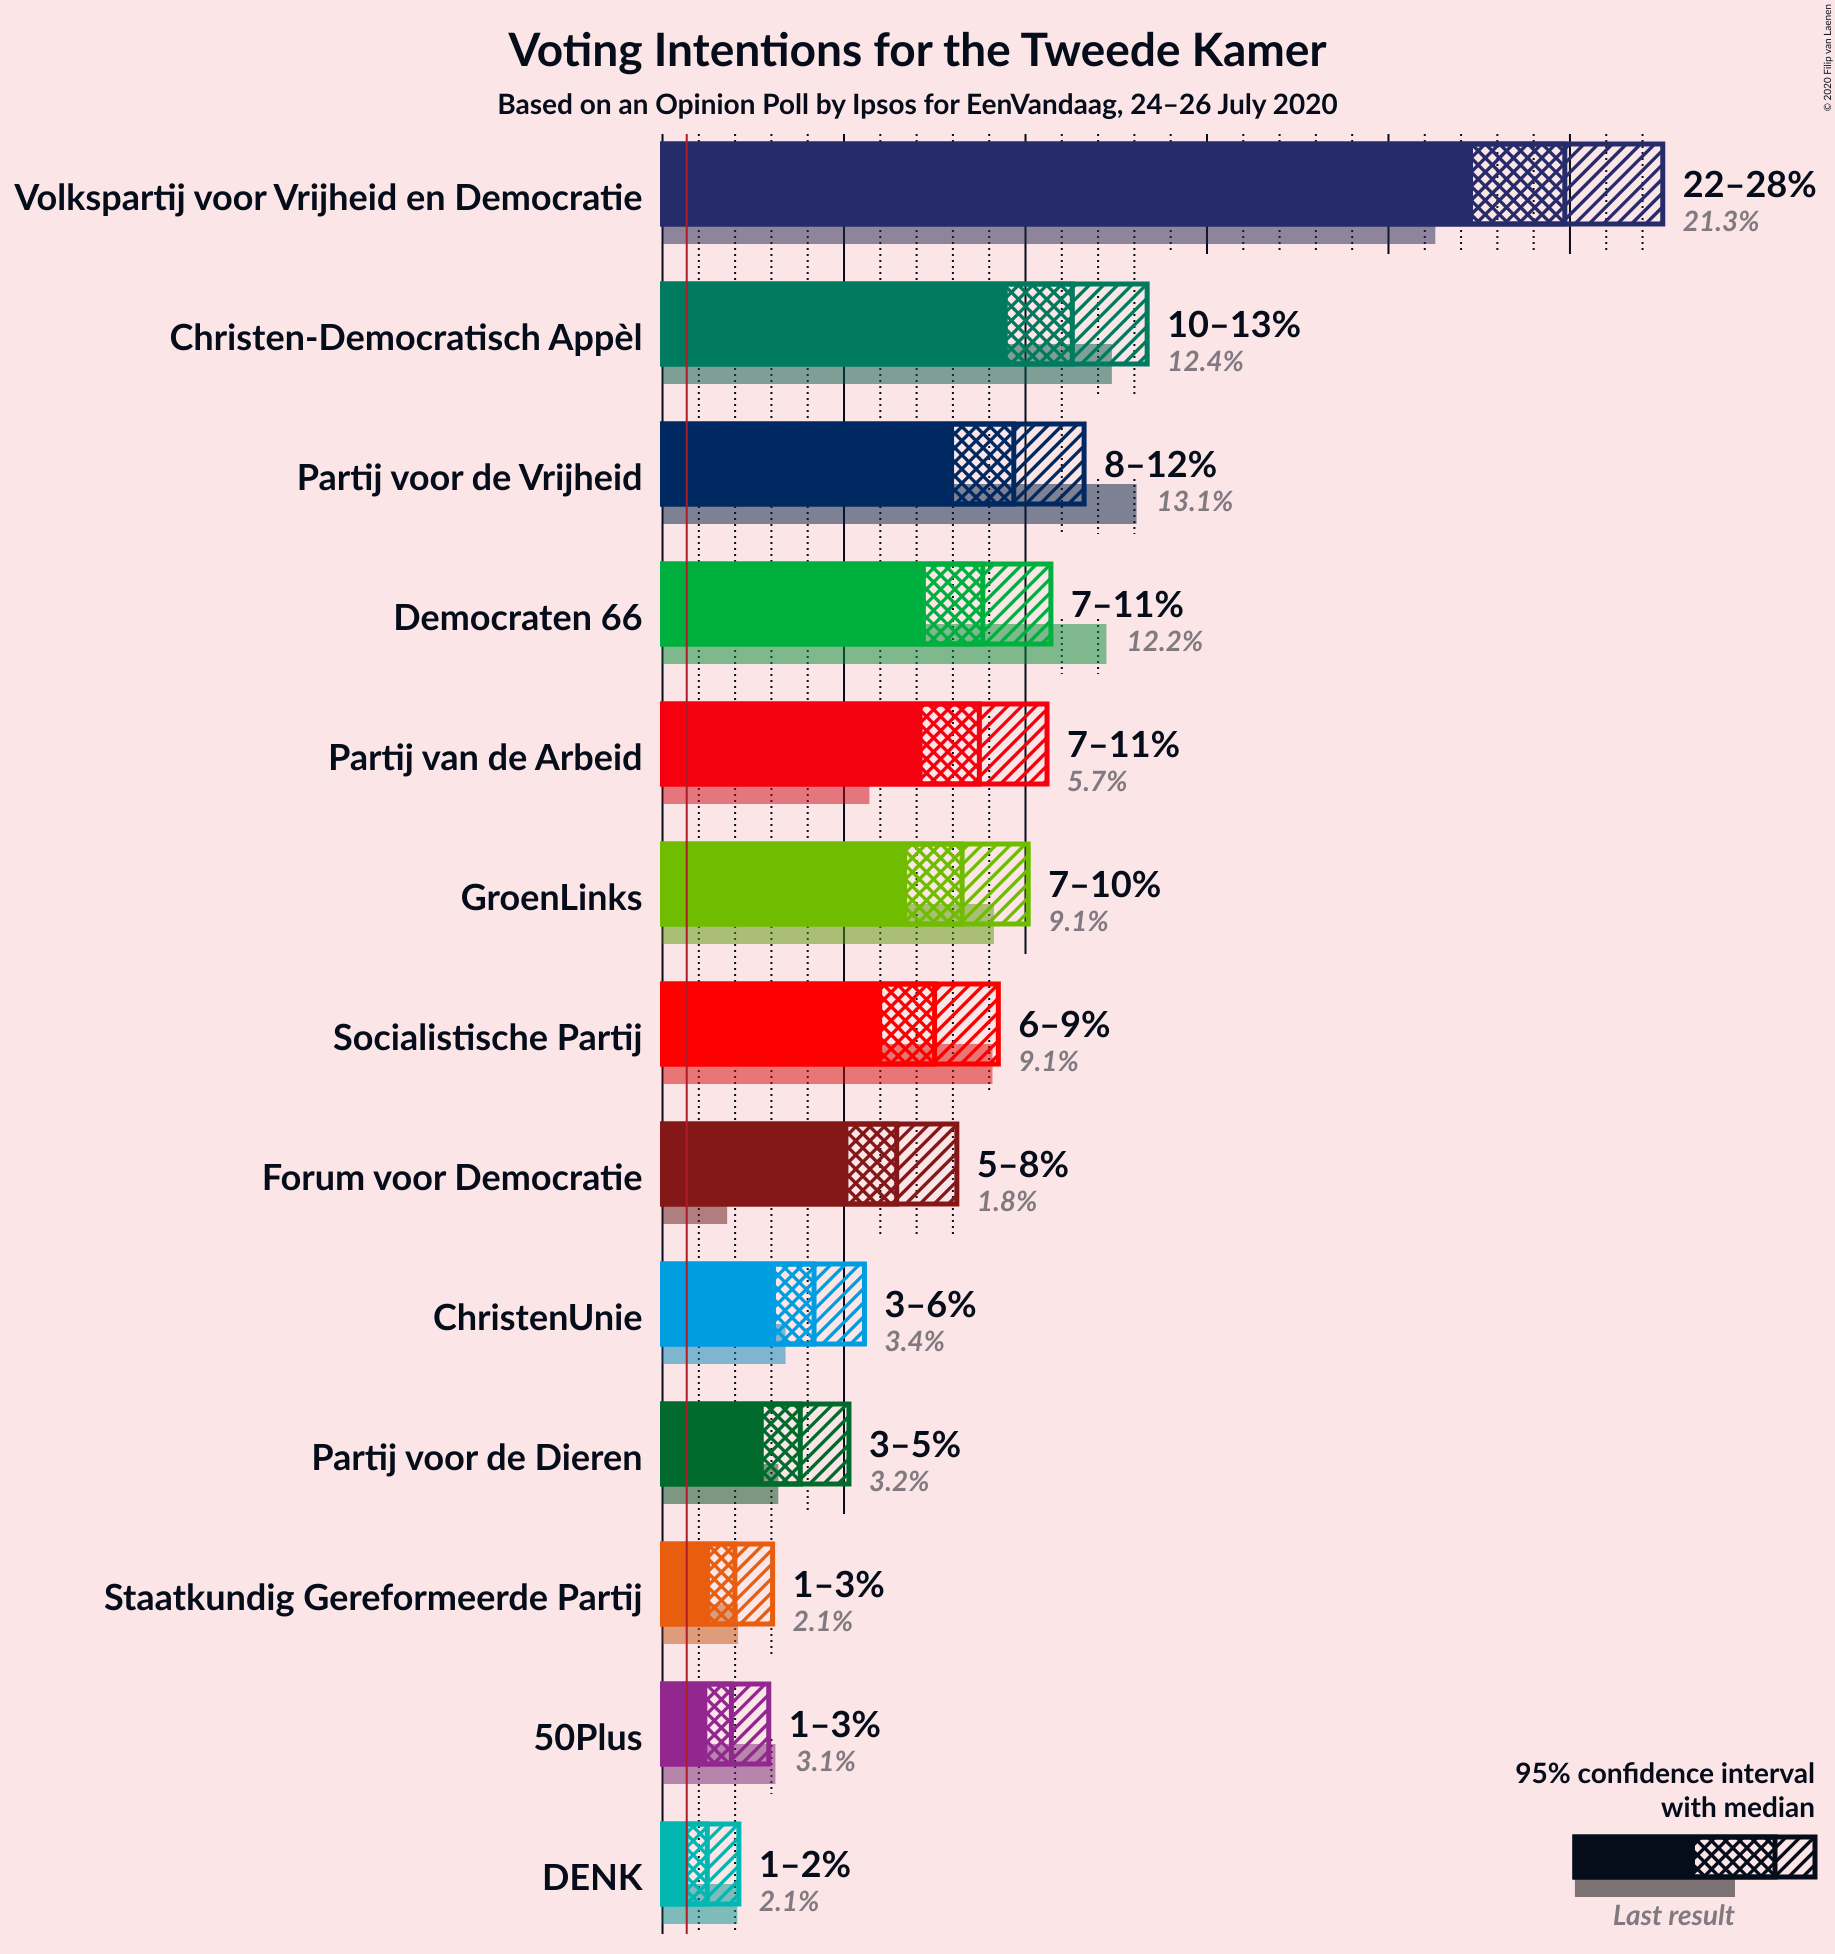 Voting Intentions for the Tweede Kamer
Based on an Opinion Poll by Ipsos for EenVandaag, 24–26 July 2020
© 2020 Filip van Laenen
Volkspartij voor Vrijheid en Democratie
22–28%
21.3%
Christen-Democratisch Appèl
10–13%
12.4%
Partij voor de Vrijheid
8–12%
13.1%
Democraten 66
7–11%
12.2%
Partij van de Arbeid
7–11%
5.7%
GroenLinks
7–10%
9.1%
Socialistische Partij
6–9%
9.1%
Forum voor Democratie
5–8%
1.8%
ChristenUnie
3–6%
3.4%
Partij voor de Dieren
3–5%
3.2%
Staatkundig Gereformeerde Partij
1–3%
2.1%
50Plus
1–3%
3.1%
DENK
1–2%
2.1%
95% confidence interval
with median
Last result